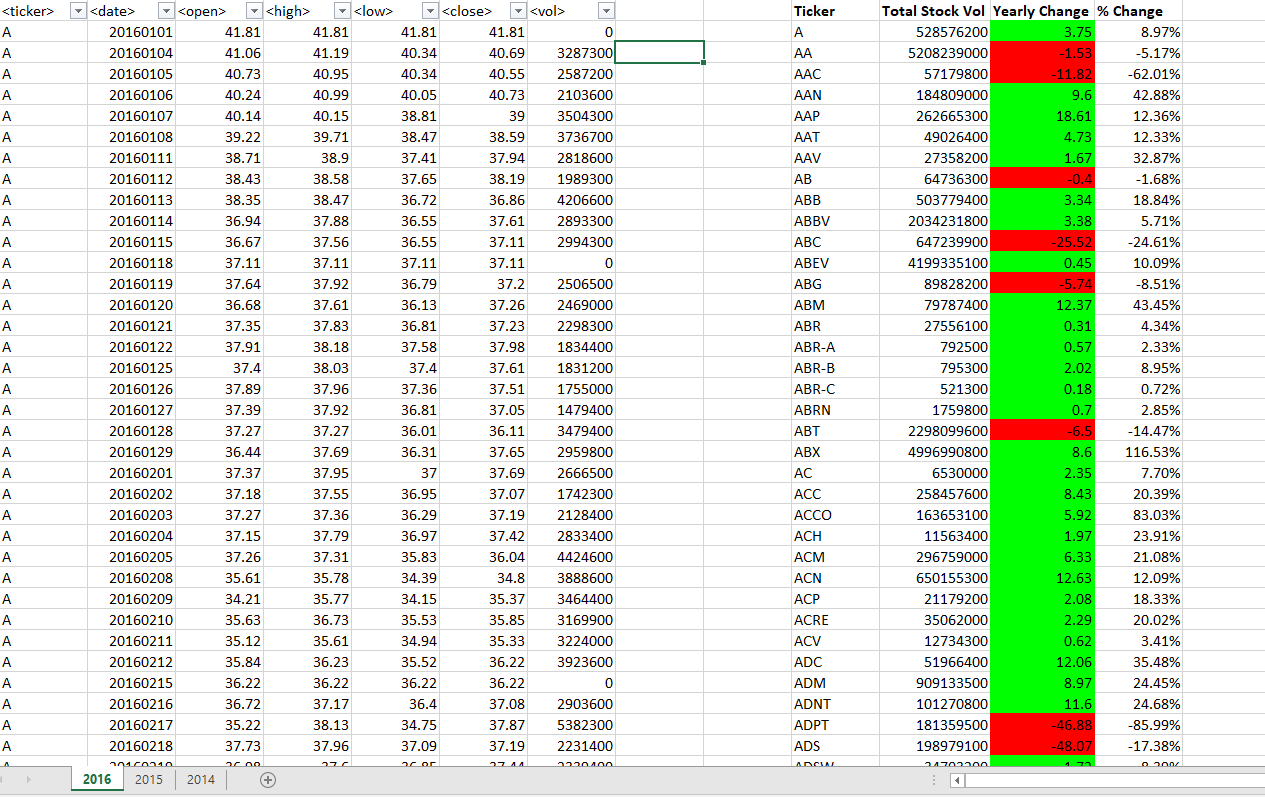 <ticker> <date> <open> <high> <low> <close> <vol> Ticker Total Stock Vol Yearly Change % Change
A 20160101 41.81 41.81 41.81 41.81 0 A 528576200 3.75 8.97%
A 20160104 41.06 41.19 40.34 40.69 3287300 AA 5208239000 -1.53 -5.17%
A 20160105 40.73 40.95 40.34 40.55 2587200 AAC 57179800 -11.82 -62.01%
A 20160106 40.24 40.99 40.05 40.73 2103600 AAN 184809000 9.6 42.88%
A 20160107 40.14 40.15 38.81 39 3504300 AAP 262665300 18.61 12.36%
A 20160108 39.22 39.71 38.47 38.59 3736700 AAT 49026400 4.73 12.33%
A 20160111 38.71 38.9 37.41 37.94 2818600 AAV 27358200 1.67 32.87%
A 20160112 38.43 38.58 37.65 38.19 1989300 AB 64736300 -0.4 -1.68%
A 20160113 38.35 38.47 36.72 36.86 4206600 ABB 503779400 3.34 18.84%
A 20160114 36.94 37.88 36.55 37.61 2893300 ABBV 2034231800 3.38 5.71%
A 20160115 36.67 37.56 36.55 37.11 2994300 ABC 647239900 -25.52 -24.61%
A 20160118 37.11 37.11 37.11 37.11 0 ABEV 4199335100 0.45 10.09%
A 20160119 37.64 37.92 36.79 37.2 2506500 ABG 89828200 -5.74 -8.51%
A 20160120 36.68 37.61 36.13 37.26 2469000 ABM 79787400 12.37 43.45%
A 20160121 37.35 37.83 36.81 37.23 2298300 ABR 27556100 0.31 4.34%
A 20160122 37.91 38.18 37.58 37.98 1834400 ABR-A 792500 0.57 2.33%
A 20160125 37.4 38.03 37.4 37.61 1831200 ABR-B 795300 2.02 8.95%
A 20160126 37.89 37.96 37.36 37.51 1755000 ABR-C 521300 0.18 0.72%
A 20160127 37.39 37.92 36.81 37.05 1479400 ABRN 1759800 0.7 2.85%
A 20160128 37.27 37.27 36.01 36.11 3479400 ABT 2298099600 -6.5 -14.47%
A 20160129 36.44 37.69 36.31 37.65 2959800 ABX 4996990800 8.6 116.53%
A 20160201 37.37 37.95 37 37.69 2666500 AC 6530000 2.35 7.70%
A 20160202 37.18 37.55 36.95 37.07 1742300 ACC 258457600 8.43 20.39%
A 20160203 37.27 37.36 36.29 37.19 2128400 ACCO 163653100 5.92 83.03%
A 20160204 37.15 37.79 36.97 37.42 2833400 ACH 11563400 1.97 23.91%
A 20160205 37.26 37.31 35.83 36.04 4424600 ACM 296759000 6.33 21.08%
A 20160208 35.61 35.78 34.39 34.8 3888600 ACN 650155300 12.63 12.09%
A 20160209 34.21 35.77 34.15 35.37 3464400 ACP 21179200 2.08 18.33%
A 20160210 35.63 36.73 35.53 35.85 3169900 ACRE 35062000 2.29 20.02%
A 20160211 35.12 35.61 34.94 35.33 3224000 ACV 12734300 0.62 3.41%
A 20160212 35.84 36.23 35.52 36.22 3923600 ADC 51966400 12.06 35.48%
A 20160215 36.22 36.22 36.22 36.22 0 ADM 909133500 8.97 24.45%
A 20160216 36.72 37.17 36.4 37.08 2903600 ADNT 101270800 11.6 24.68%
A 20160217 35.22 38.13 34.75 37.87 5382300 ADPT 181359500 -46.88 -85.99%
A 20160218 37.73 37.96 37.09 37.19 2231400 ADS 198979100 -48.07 -17.38%
2016 2015 2014